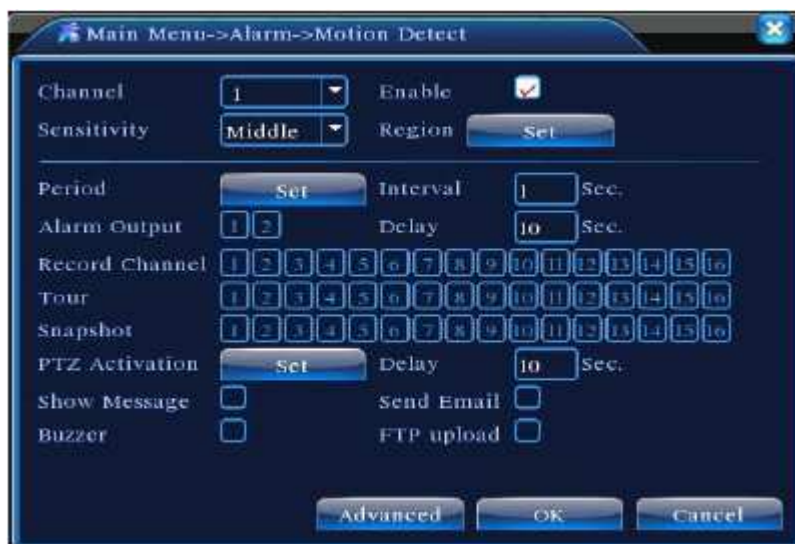 Main Menu->Alarm->Motion Detect
Channel 1 Enable
Sensitivity Middle Region Set
Period Set Interval 1 Sec.
Alarm Output 1 2 Delay 10 Sec.
Record Channel 1 2 3 4 5 6 7 8 9 10 11 12 13 14 15 16
Tour 1 2 3 4 5 6 7 8 9 10 11 12 13 14 15 16
Snapshot 1 2 3 4 5 6 7 8 9 10 11 12 13 14 15 16
PTZ Activation Set Delay 10 Sec.
Show Message Send Email
Buzzer FTP upload
Advanced OK Cancel